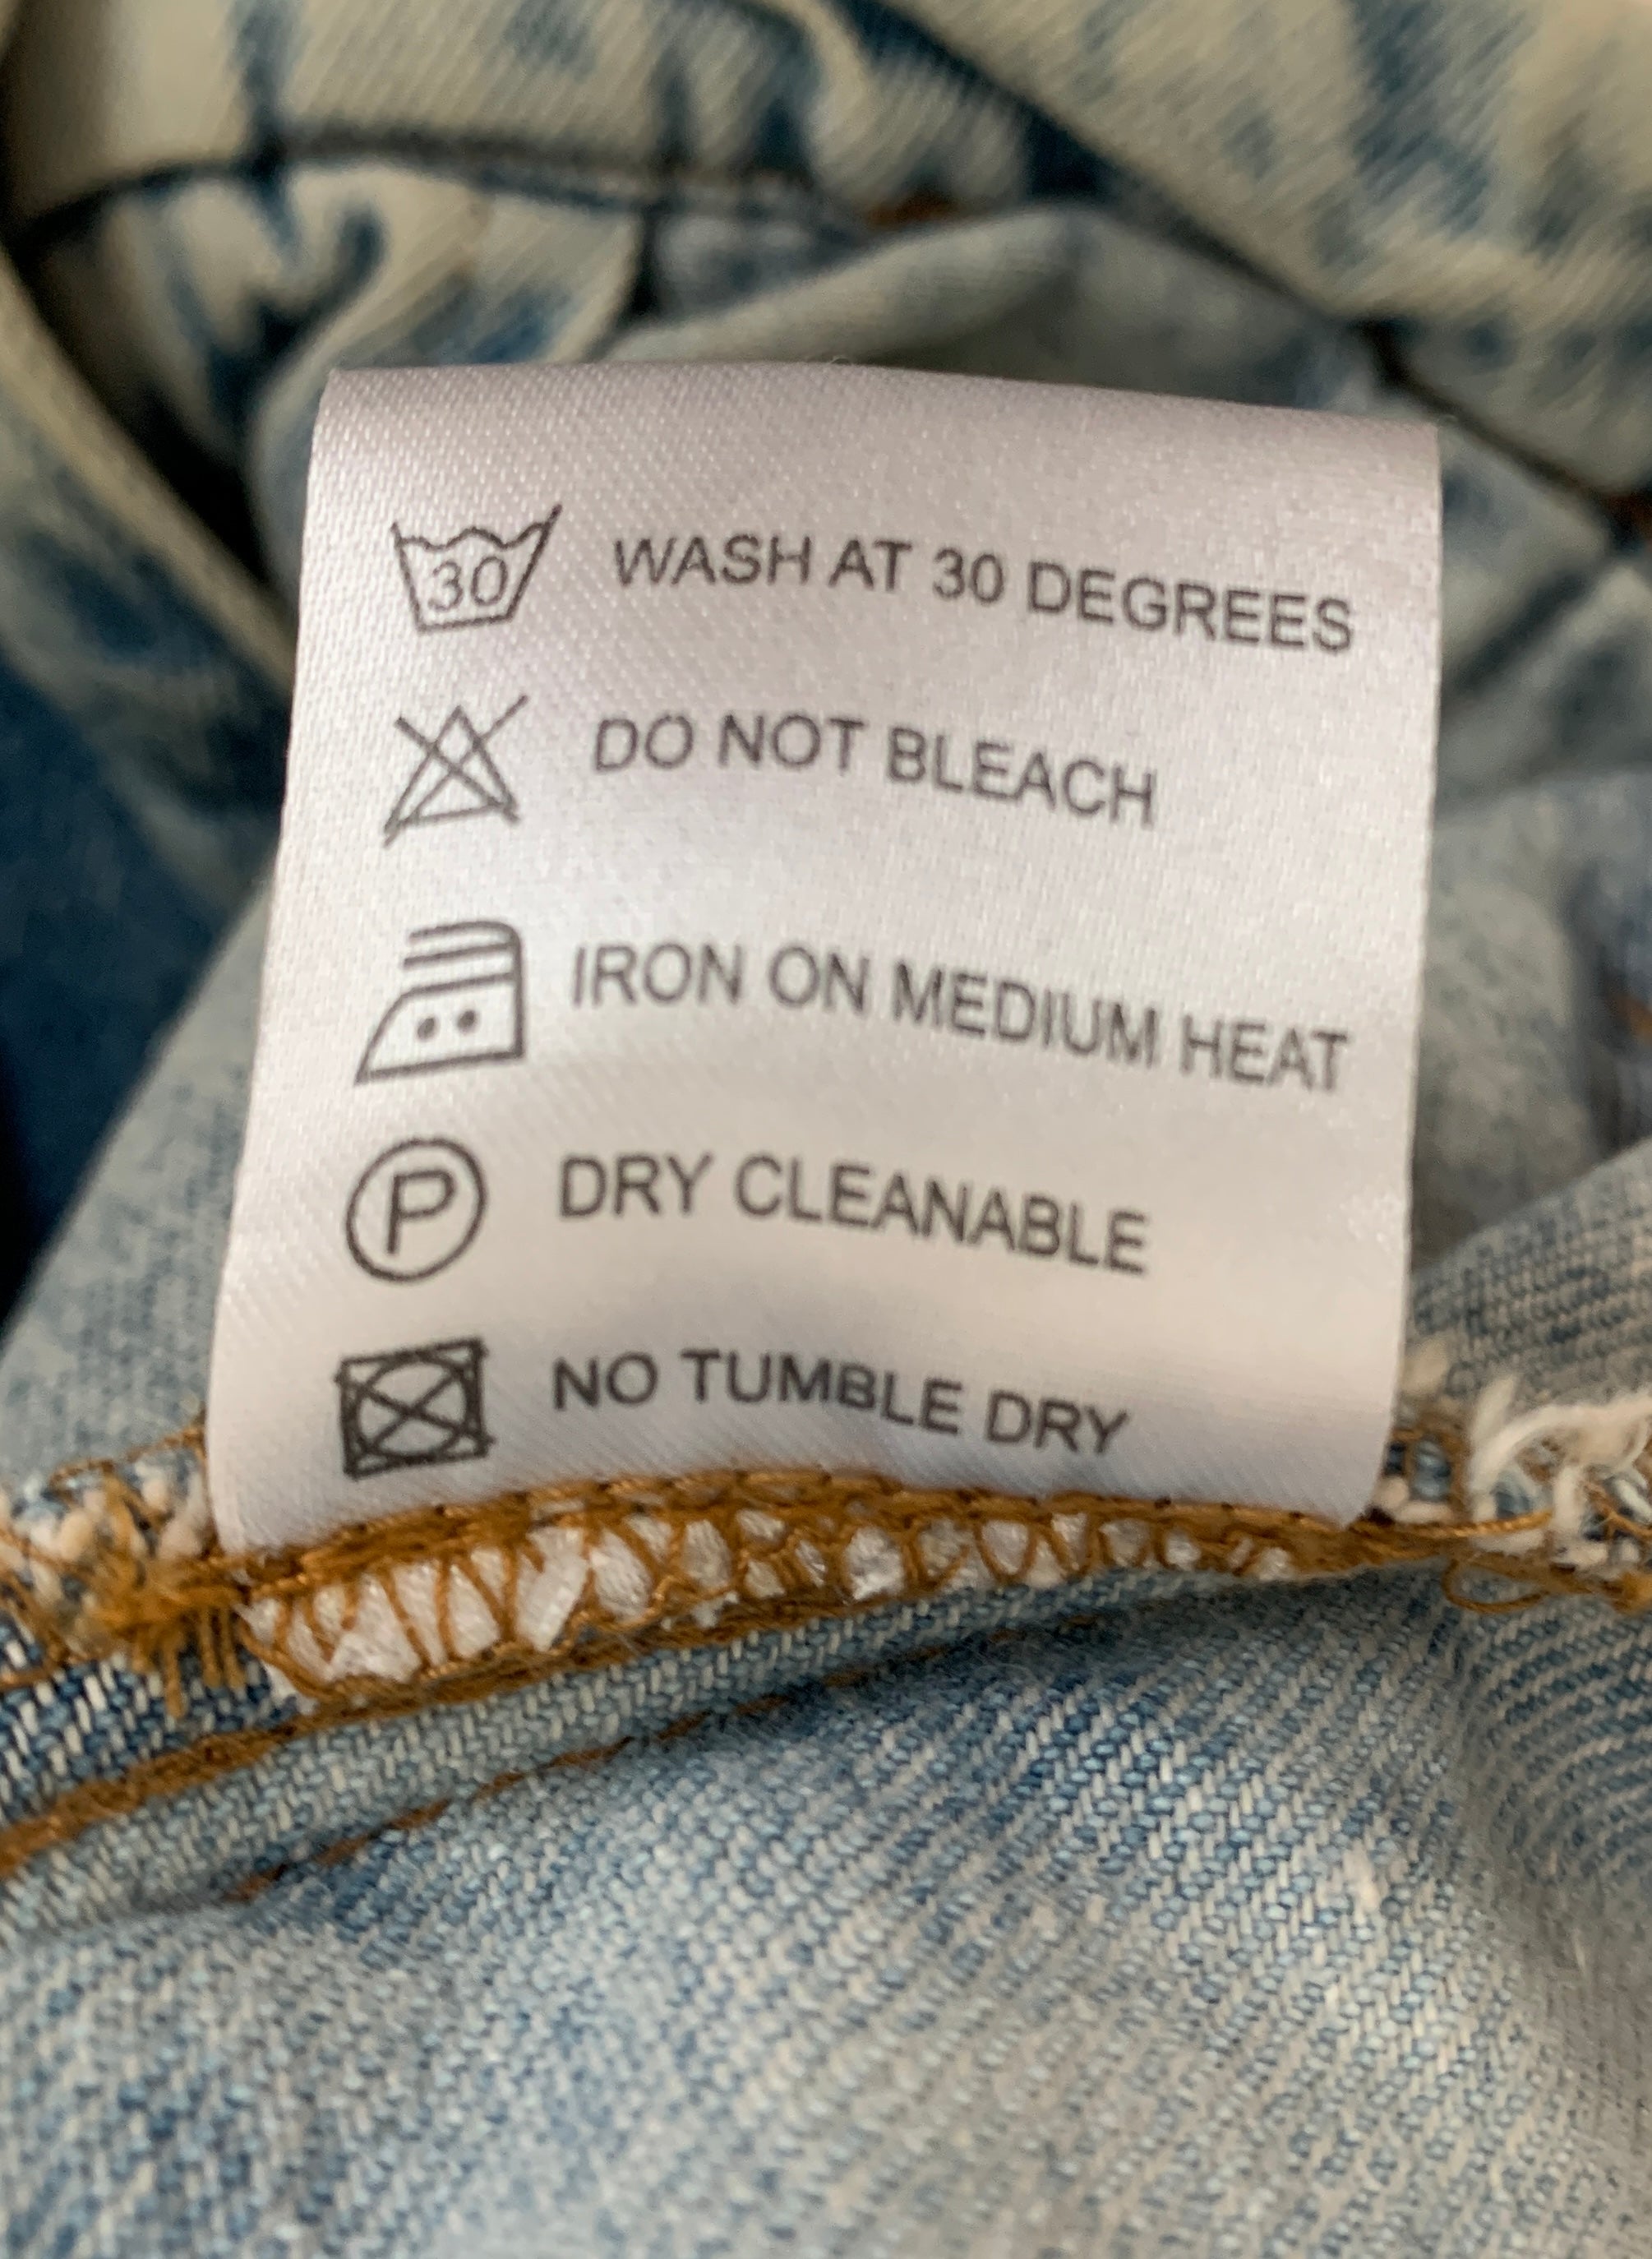 30 WASH AT 30 DEGREES
DO NOT BLEACH
IRON ON MEDIUM HEAT
P DRY CLEANABLE
NO TUMBLE DRY